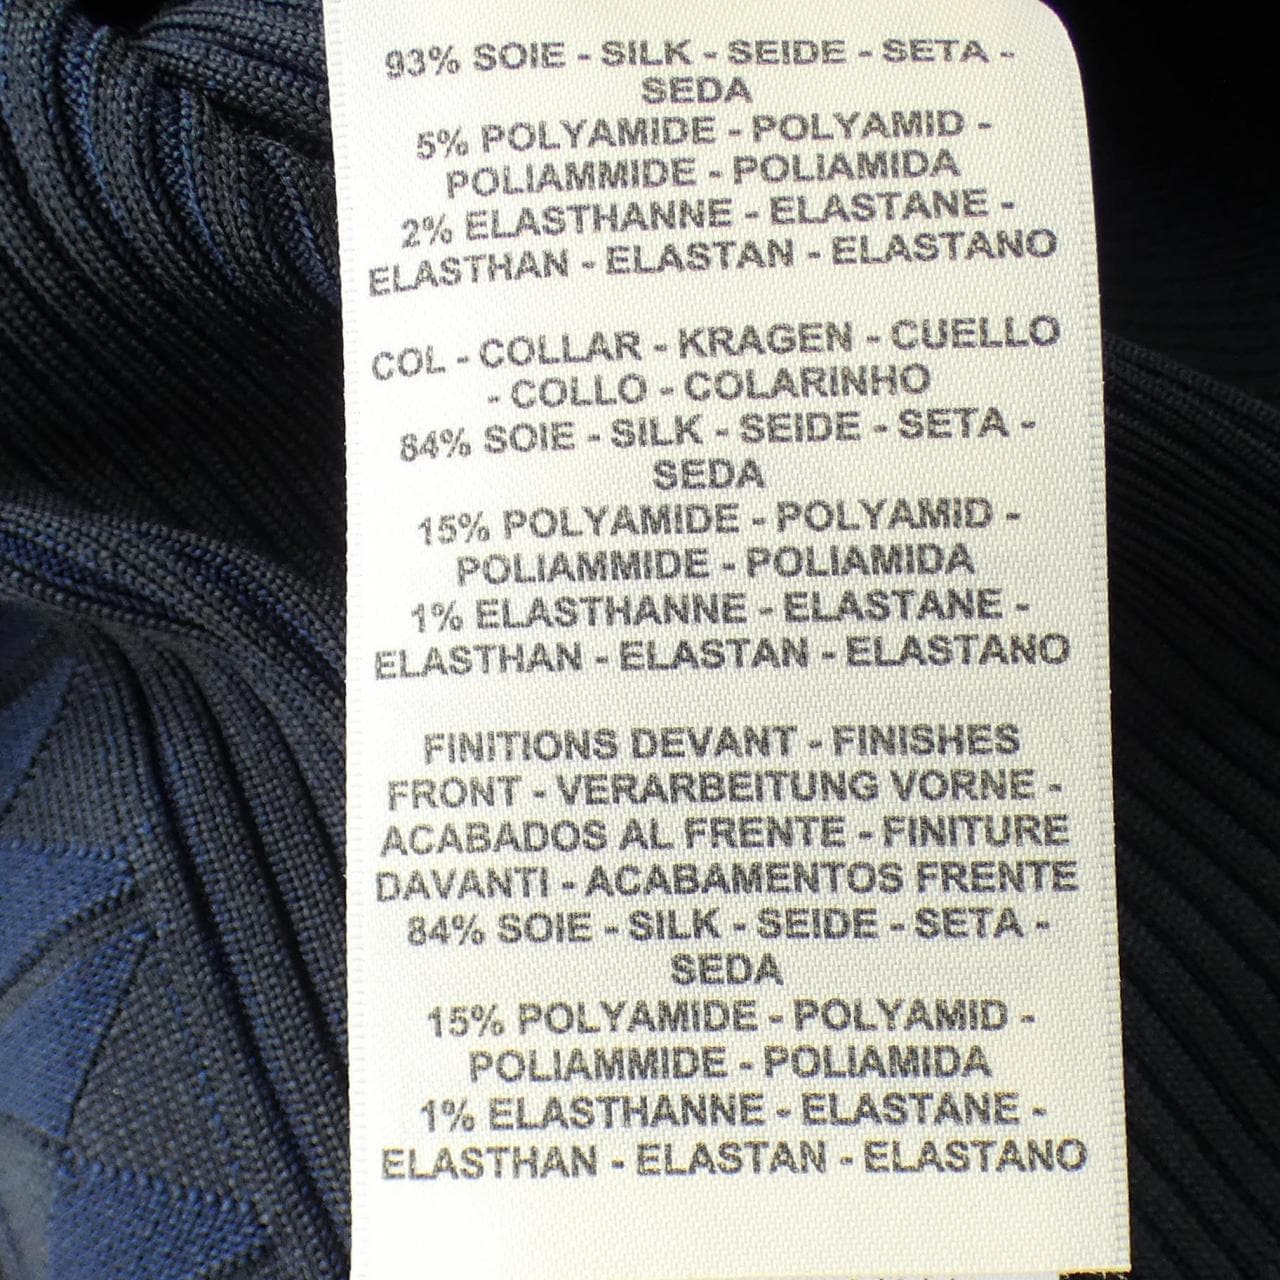 93% SOIE - SILK - SEIDE - SETA -
SEDA
5% POLYAMIDE - POLYAMID -
POLIAMMIDE - POLIAMIDA
2% ELASTHANNE - ELASTANE -
ELASTHAN - ELASTAN - ELASTANO
COL - COLLAR - KRAGEN - CUELLO
- COLLO - COLARINHO
84% SOIE - SILK - SEIDE - SETA -
SEDA
15% POLYAMIDE - POLYAMID -
POLIAMMIDE - POLIAMIDA
1% ELASTHANNE - ELASTANE -
ELASTHAN - ELASTAN - ELASTANO
FINITIONS DEVANT - FINISHES
FRONT - VERARBEITUNG VORNE -
ACABADOS AL FRENTE - FINITURE
DAVANTI - ACABAMENTOS FRENTE
84% SOIE - SILK - SEIDE - SETA -
SEDA
15% POLYAMIDE - POLYAMID -
POLIAMMIDE - POLIAMIDA
1% ELASTHANNE - ELASTANE -
ELASTHAN - ELASTAN - ELASTANO